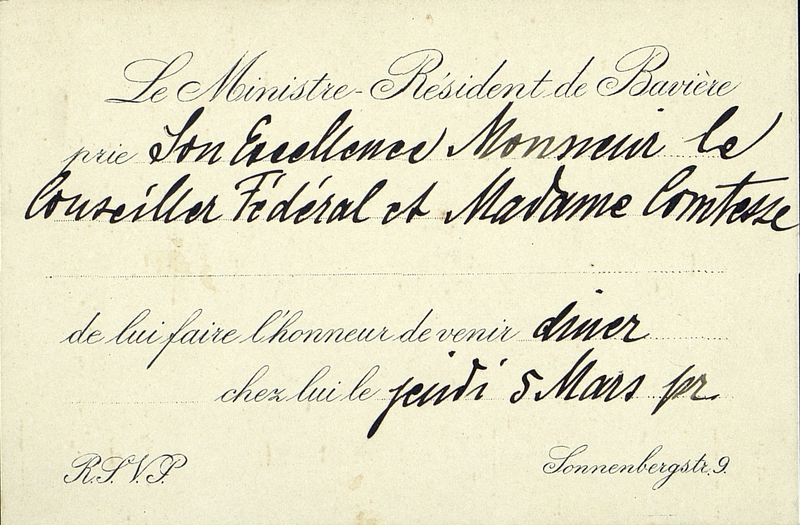 Le Ministre-Résident de Bavière
prie Son Excellence Monsieur le
Conseiller Fédéral et Madame Comtesse
de lui faire l'honneur de venir diner
chez lui le jeudi 5 Mars pr.
R.S.V.P. Sonnenbergstr. 9.